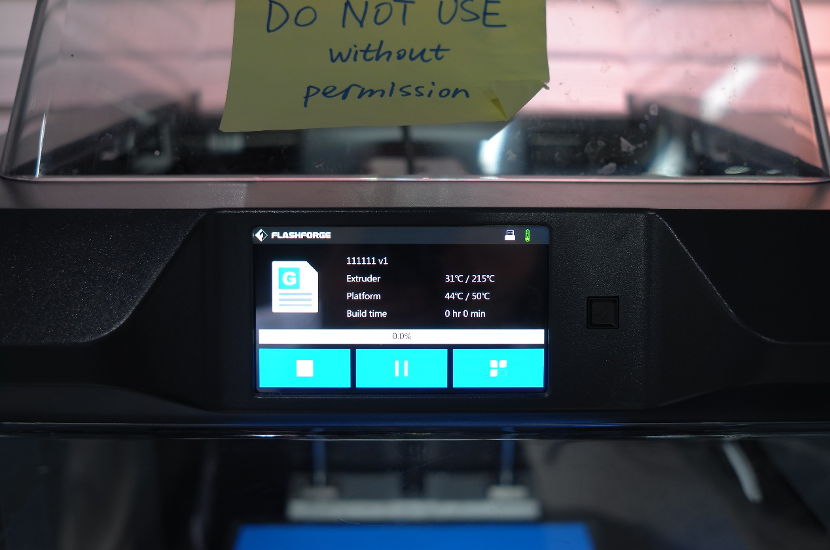 DO NOT USE
without
permission
FLASHFORGE
111111 v1
Extruder 31℃ / 215℃
Platform 44℃ / 50℃
Build time 0 hr 0 min
G
0.0%